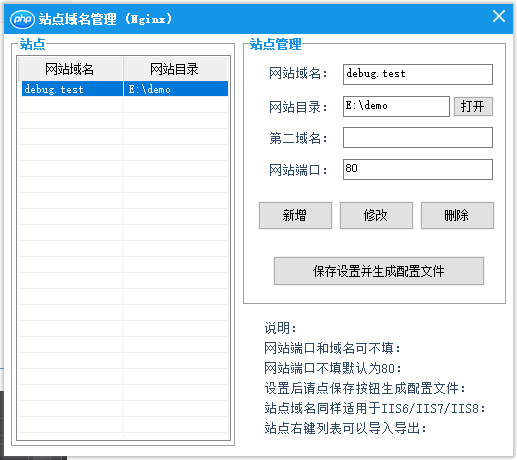 php 站点域名管理 (Nginx)
站点
网站域名 网站目录
debug.test E:\demo
站点管理
网站域名: debug.test
网站目录: E:\demo 打开
第二域名:
网站端口: 80
新增 修改 删除
保存设置并生成配置文件
说明:
网站端口和域名可不填:
网站端口不填默认为80:
设置后请点保存按钮生成配置文件:
站点域名同样适用于IIS6/IIS7/IIS8:
站点右键列表可以导入导出: